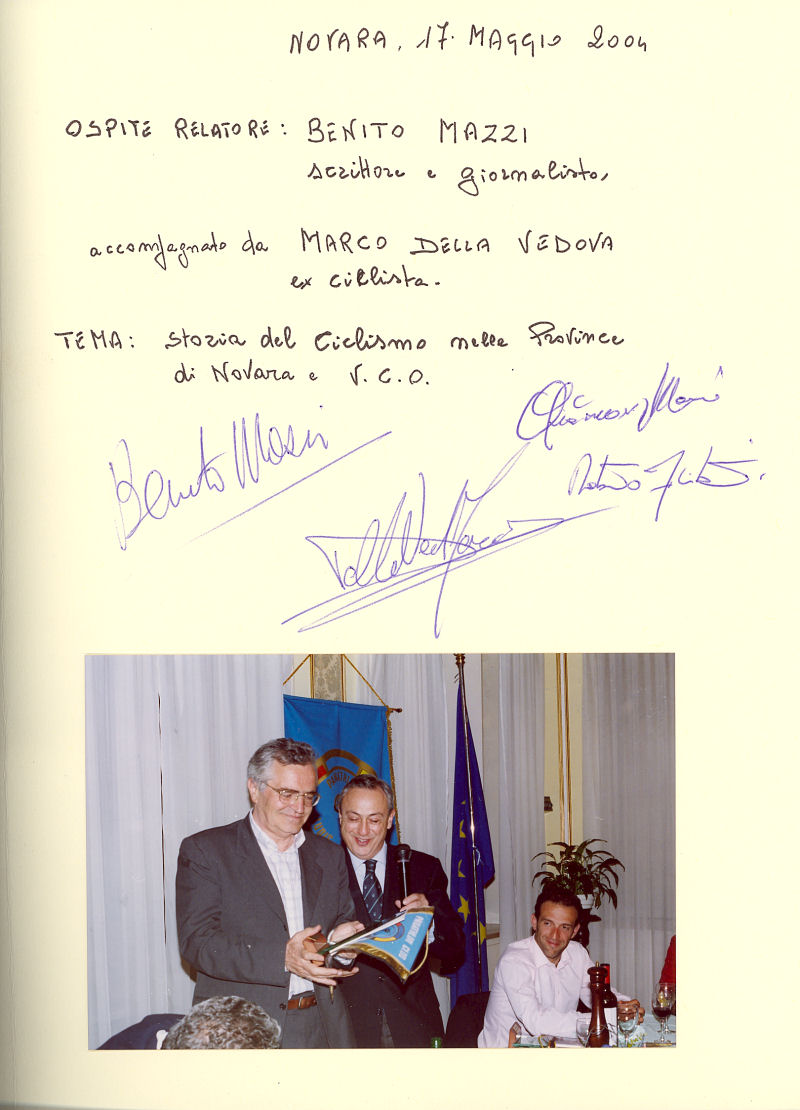 NOVARA, 17. MAGGIO 2004
OSPITE RELATORE: BENITO MAZZI
scrittore e giornalista,
accompagnato da MARCO DELLA VEDOVA
ex ciclista.
TEMA: Storia del Ciclismo nelle Province
di Novara e V.C.O.
Benito Mazzi